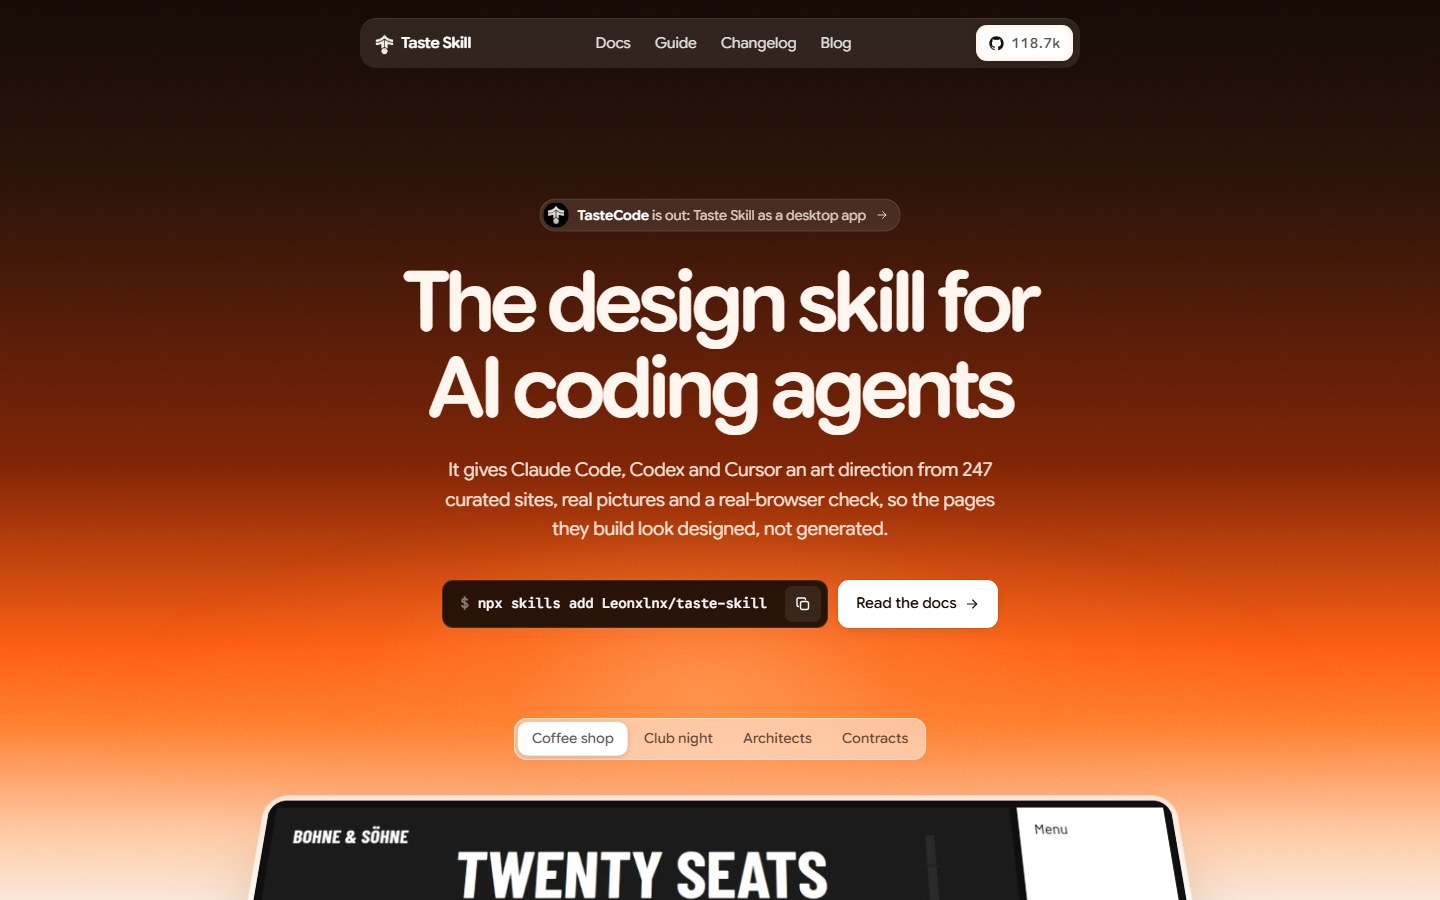 Taste Skill
Docs
Guide
Changelog
Blog
118.7k
TasteCode is out: Taste Skill as a desktop app →
The design skill for
AI coding agents
It gives Claude Code, Codex and Cursor an art direction from 247
curated sites, real pictures and a real-browser check, so the pages
they build look designed, not generated.
$ npx skills add Leonxlnx/taste-skill
Read the docs →
Coffee shop
Club night
Architects
Contracts
BOHNE & SÖHNE
Menu
TWENTY SEATS